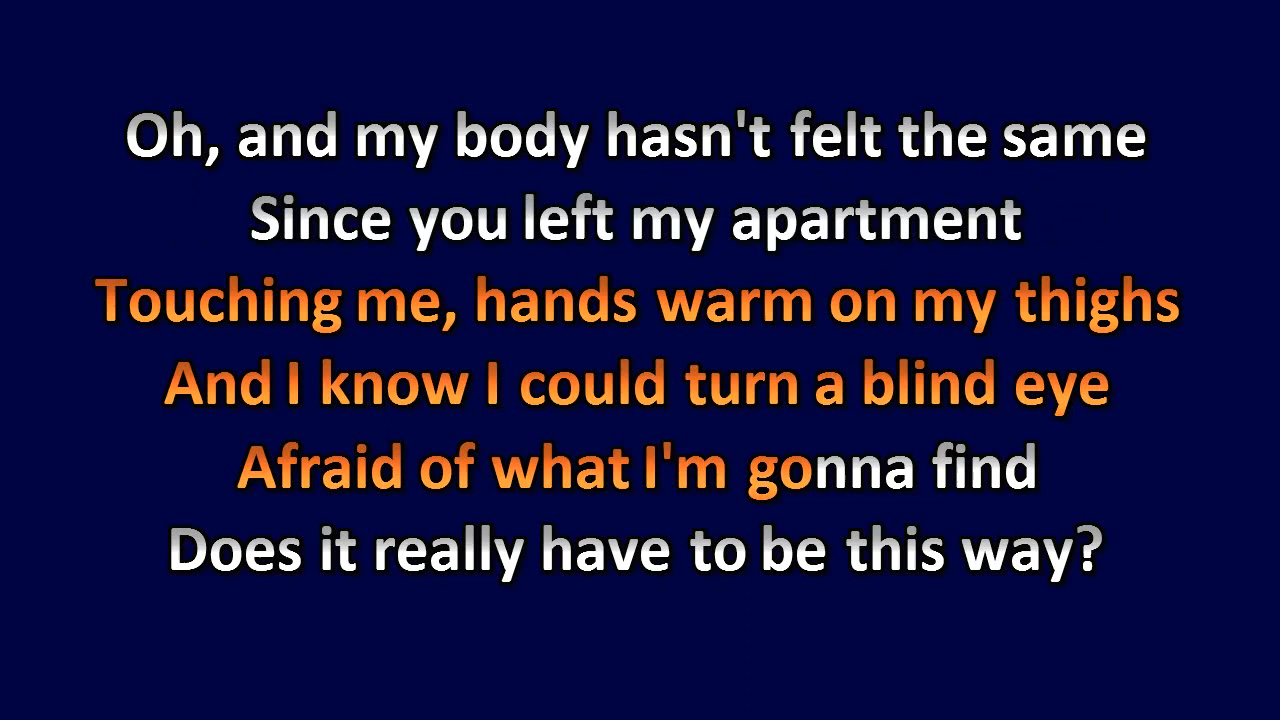 Oh, and my body hasn't felt the same
Since you left my apartment
Touching me, hands warm on my thighs
And I know I could turn a blind eye
Afraid of what I'm gonna find
Does it really have to be this way?